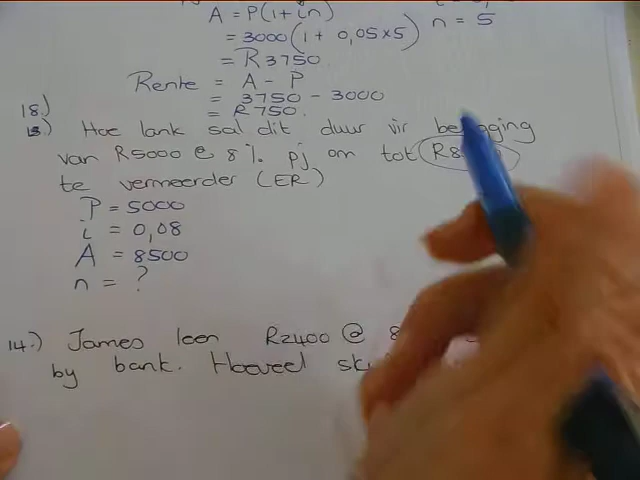 A = P(1+in)
= 3000(1 + 0,05×5) n = 5
= R3750
Rente = A - P
= 3750 - 3000
= R750.
18)
13.) Hoe lank sal dit duur vir
van R5000 @ 8% pj om tot
te vermeerder (ER)
P = 5000
i = 0,08
A = 8500
n = ?
14.) James leen R2400 @ 8
by bank. Hoeveel